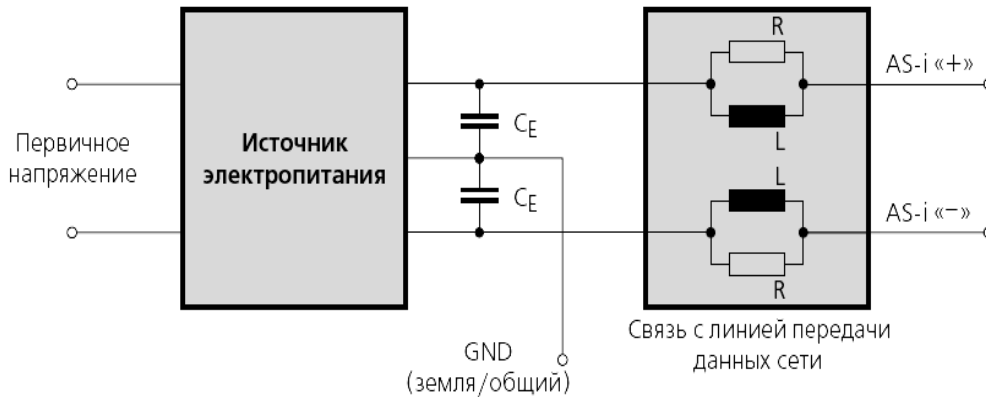 R
AS-i «+»
C_E
Первичное
напряжение
Источник
электропитания
L
L
C_E
AS-i «−»
R
Связь с линией передачи
данных сети
GND
(земля/общий)